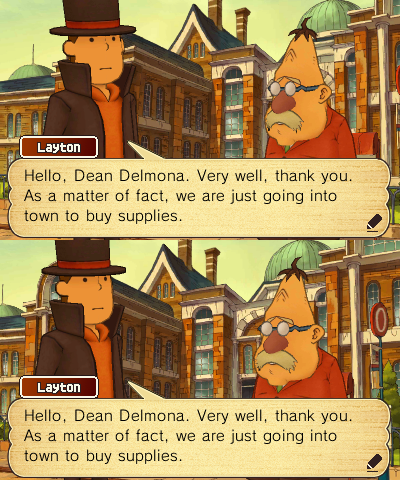 Layton
Hello, Dean Delmona. Very well, thank you.
As a matter of fact, we are just going into
town to buy supplies.
Layton
Hello, Dean Delmona. Very well, thank you.
As a matter of fact, we are just going into
town to buy supplies.